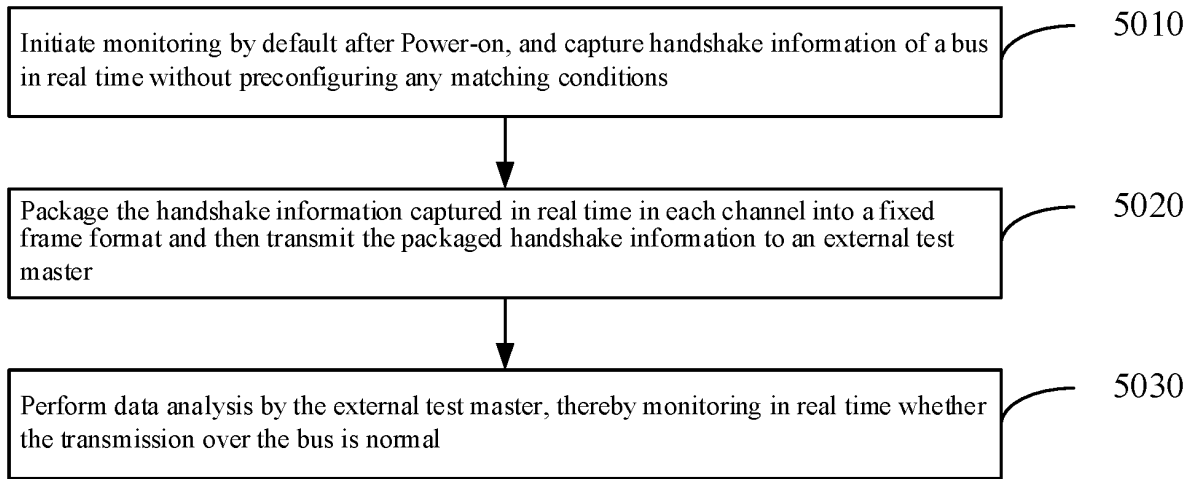 Initiate monitoring by default after Power-on, and capture handshake information of a bus
in real time without preconfiguring any matching conditions
5010
Package the handshake information captured in real time in each channel into a fixed
frame format and then transmit the packaged handshake information to an external test
master
5020
Perform data analysis by the external test master, thereby monitoring in real time whether
the transmission over the bus is normal
5030